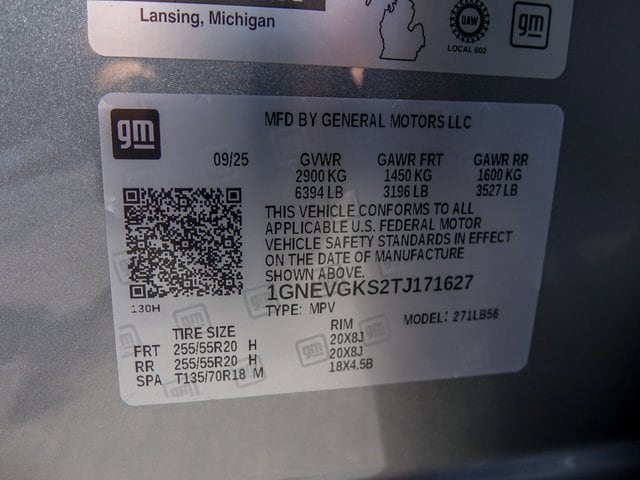 Lansing, Michigan
UAW
LOCAL 602
gm
gm
MFD BY GENERAL MOTORS LLC
09/25 GVWR GAWR FRT GAWR RR
2900 KG 1450 KG 1600 KG
6394 LB 3196 LB 3527 LB
THIS VEHICLE CONFORMS TO ALL
APPLICABLE U.S. FEDERAL MOTOR
VEHICLE SAFETY STANDARDS IN EFFECT
ON THE DATE OF MANUFACTURE
SHOWN ABOVE.
1GNEVGKS2TJ171627
130H
TYPE: MPV MODEL: 271LB56
TIRE SIZE RIM
FRT 255/55R20 H 20X8J
RR 255/55R20 H 20X8J
SPA T135/70R18 M 18X4.5B